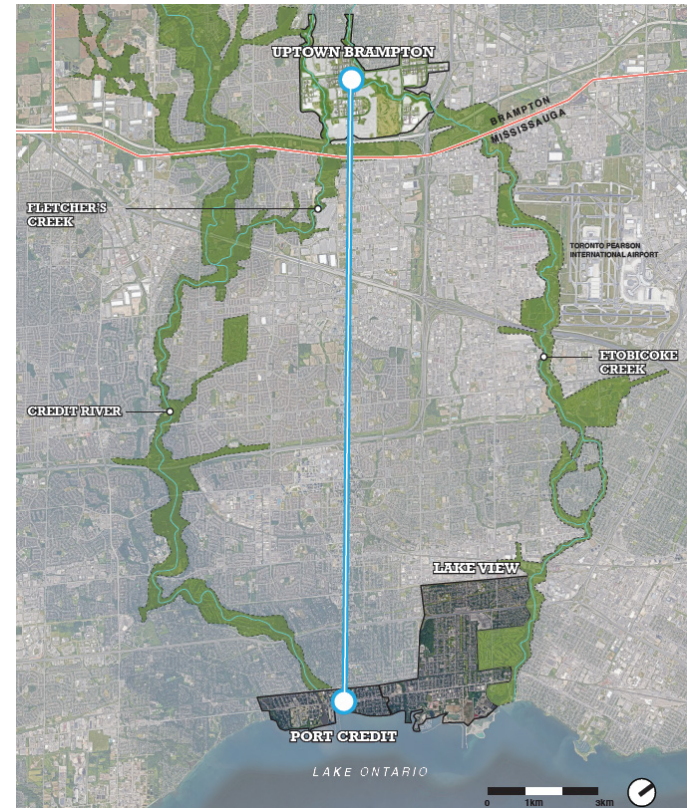 UPTOWN BRAMPTON
BRAMPTON
MISSISSAUGA
FLETCHER'S
CREEK
TORONTO PEARSON
INTERNATIONAL AIRPORT
ETOBICOKE
CREEK
CREDIT RIVER
LAKE VIEW
PORT CREDIT
LAKE ONTARIO
0 1km 3km